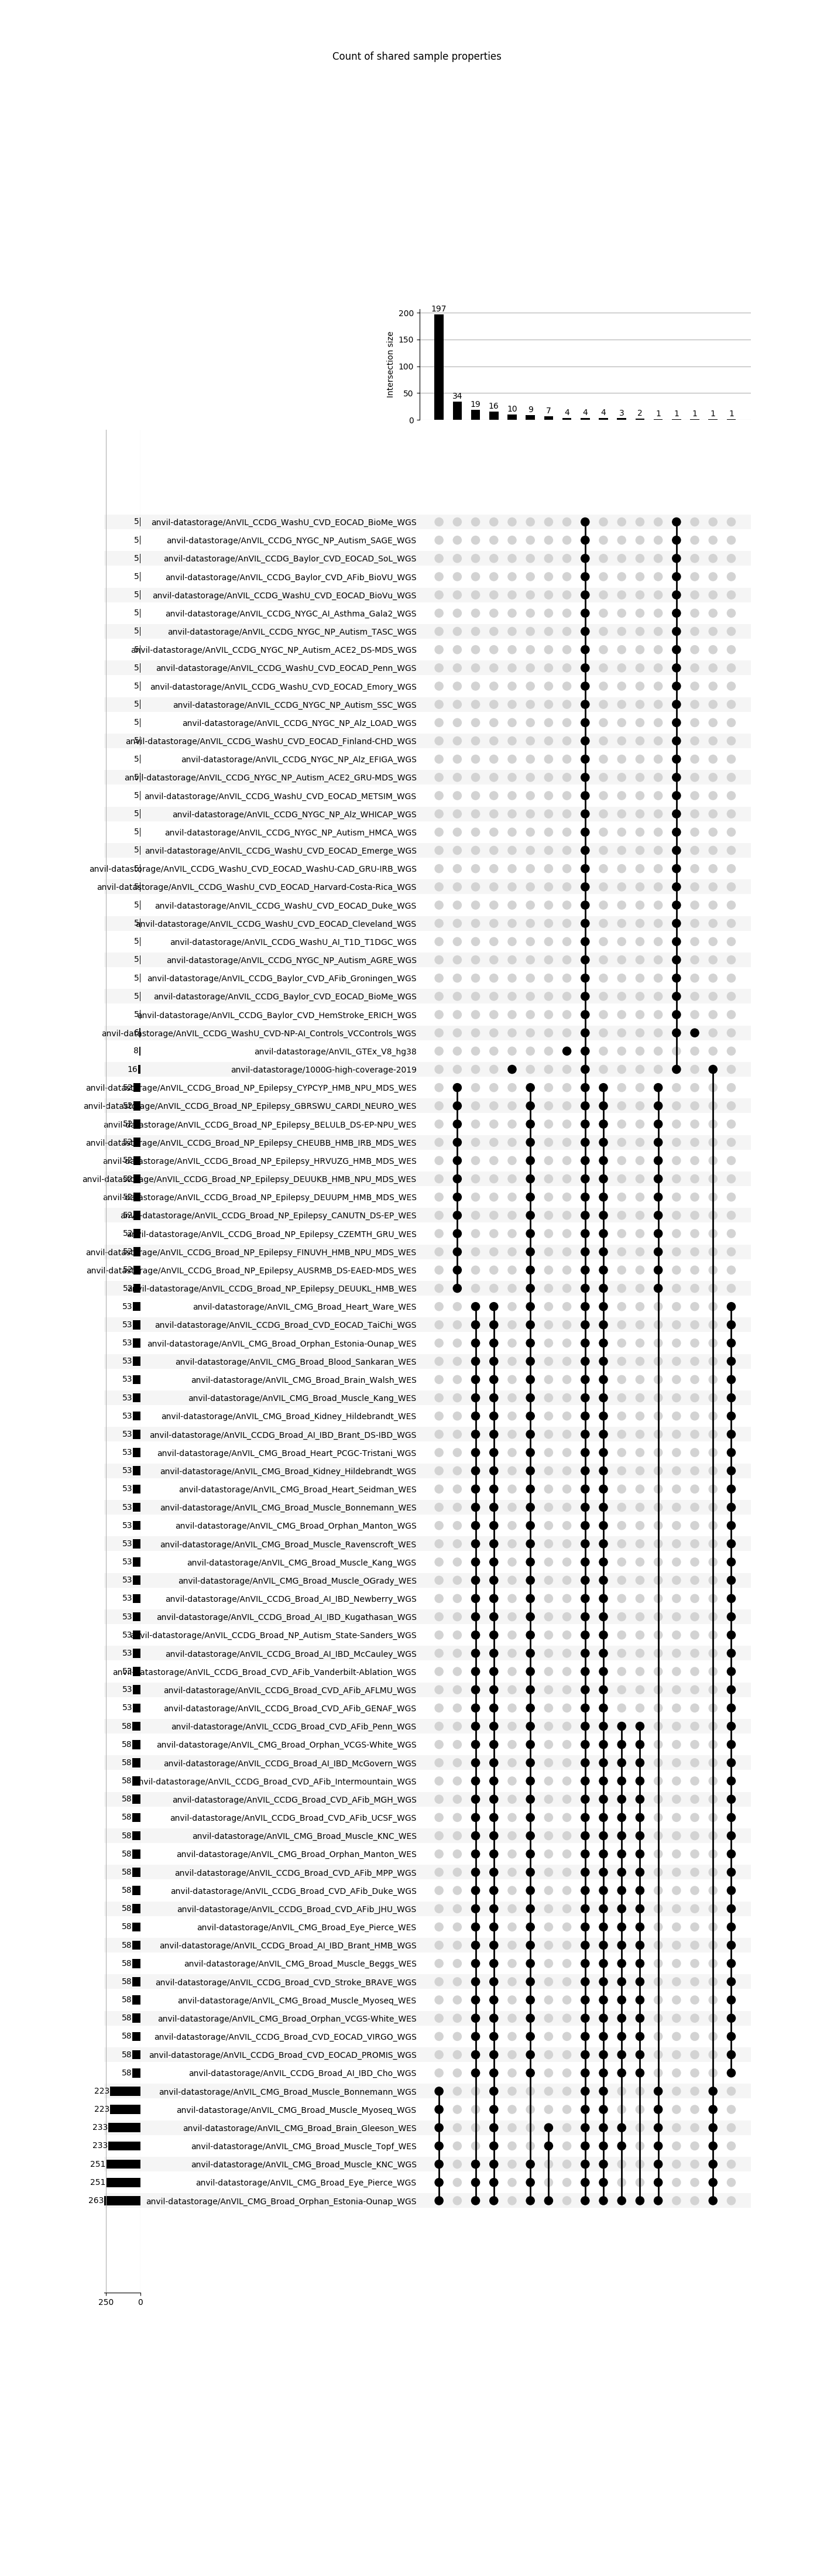 Count of shared sample properties
200
150
100
50
0
Intersection size
197
34
19
16
10
9
7
4
4
4
3
2
1
1
1
1
1
5 anvil-datastorage/AnVIL_CCDG_WashU_CVD_EOCAD_BioMe_WGS
5 anvil-datastorage/AnVIL_CCDG_NYGC_NP_Autism_SAGE_WGS
5 anvil-datastorage/AnVIL_CCDG_Baylor_CVD_EOCAD_SoL_WGS
5 anvil-datastorage/AnVIL_CCDG_Baylor_CVD_AFib_BioVU_WGS
5 anvil-datastorage/AnVIL_CCDG_WashU_CVD_EOCAD_BioVu_WGS
5 anvil-datastorage/AnVIL_CCDG_NYGC_AI_Asthma_Gala2_WGS
5 anvil-datastorage/AnVIL_CCDG_NYGC_NP_Autism_TASC_WGS
5 anvil-datastorage/AnVIL_CCDG_NYGC_NP_Autism_ACE2_DS-MDS_WGS
5 anvil-datastorage/AnVIL_CCDG_WashU_CVD_EOCAD_Penn_WGS
5 anvil-datastorage/AnVIL_CCDG_WashU_CVD_EOCAD_Emory_WGS
5 anvil-datastorage/AnVIL_CCDG_NYGC_NP_Autism_SSC_WGS
5 anvil-datastorage/AnVIL_CCDG_NYGC_NP_Alz_LOAD_WGS
5 anvil-datastorage/AnVIL_CCDG_WashU_CVD_EOCAD_Finland-CHD_WGS
5 anvil-datastorage/AnVIL_CCDG_NYGC_NP_Alz_EFIGA_WGS
5 anvil-datastorage/AnVIL_CCDG_NYGC_NP_Autism_ACE2_GRU-MDS_WGS
5 anvil-datastorage/AnVIL_CCDG_WashU_CVD_EOCAD_METSIM_WGS
5 anvil-datastorage/AnVIL_CCDG_NYGC_NP_Alz_WHICAP_WGS
5 anvil-datastorage/AnVIL_CCDG_NYGC_NP_Autism_HMCA_WGS
5 anvil-datastorage/AnVIL_CCDG_WashU_CVD_EOCAD_Emerge_WGS
5 anvil-datastorage/AnVIL_CCDG_WashU_CVD_EOCAD_WashU-CAD_GRU-IRB_WGS
5 anvil-datastorage/AnVIL_CCDG_WashU_CVD_EOCAD_Harvard-Costa-Rica_WGS
5 anvil-datastorage/AnVIL_CCDG_WashU_CVD_EOCAD_Duke_WGS
5 anvil-datastorage/AnVIL_CCDG_WashU_CVD_EOCAD_Cleveland_WGS
5 anvil-datastorage/AnVIL_CCDG_WashU_AI_T1D_T1DGC_WGS
5 anvil-datastorage/AnVIL_CCDG_NYGC_NP_Autism_AGRE_WGS
5 anvil-datastorage/AnVIL_CCDG_Baylor_CVD_AFib_Groningen_WGS
5 anvil-datastorage/AnVIL_CCDG_Baylor_CVD_EOCAD_BioMe_WGS
5 anvil-datastorage/AnVIL_CCDG_Baylor_CVD_HemStroke_ERICH_WGS
anvil-datastorage/AnVIL_CCDG_WashU_CVD-NP-AI_Controls_VCControls_WGS
8 anvil-datastorage/AnVIL_GTEx_V8_hg38
16 anvil-datastorage/1000G-high-coverage-2019
anvil-datastorage/AnVIL_CCDG_Broad_NP_Epilepsy_CYPCYP_HMB_NPU_MDS_WES
anvil-datastorage/AnVIL_CCDG_Broad_NP_Epilepsy_GBRSWU_CARDI_NEURO_WES
anvil-datastorage/AnVIL_CCDG_Broad_NP_Epilepsy_BELULB_DS-EP-NPU_WES
anvil-datastorage/AnVIL_CCDG_Broad_NP_Epilepsy_CHEUBB_HMB_IRB_MDS_WES
anvil-datastorage/AnVIL_CCDG_Broad_NP_Epilepsy_HRVUZG_HMB_MDS_WES
anvil-datastorage/AnVIL_CCDG_Broad_NP_Epilepsy_DEUUKB_HMB_NPU_MDS_WES
anvil-datastorage/AnVIL_CCDG_Broad_NP_Epilepsy_DEUUPM_HMB_MDS_WES
anvil-datastorage/AnVIL_CCDG_Broad_NP_Epilepsy_CANUTN_DS-EP_WES
anvil-datastorage/AnVIL_CCDG_Broad_NP_Epilepsy_CZEMTH_GRU_WES
anvil-datastorage/AnVIL_CCDG_Broad_NP_Epilepsy_FINUVH_HMB_NPU_MDS_WES
anvil-datastorage/AnVIL_CCDG_Broad_NP_Epilepsy_AUSRMB_DS-EAED-MDS_WES
anvil-datastorage/AnVIL_CCDG_Broad_NP_Epilepsy_DEUUKL_HMB_WES
53 anvil-datastorage/AnVIL_CMG_Broad_Heart_Ware_WES
53 anvil-datastorage/AnVIL_CCDG_Broad_CVD_EOCAD_TaiChi_WGS
53 anvil-datastorage/AnVIL_CMG_Broad_Orphan_Estonia-Ounap_WES
53 anvil-datastorage/AnVIL_CMG_Broad_Blood_Sankaran_WES
53 anvil-datastorage/AnVIL_CMG_Broad_Brain_Walsh_WES
53 anvil-datastorage/AnVIL_CMG_Broad_Muscle_Kang_WES
53 anvil-datastorage/AnVIL_CMG_Broad_Kidney_Hildebrandt_WES
53 anvil-datastorage/AnVIL_CCDG_Broad_AI_IBD_Brant_DS-IBD_WGS
53 anvil-datastorage/AnVIL_CMG_Broad_Heart_PCGC-Tristani_WGS
53 anvil-datastorage/AnVIL_CMG_Broad_Kidney_Hildebrandt_WGS
53 anvil-datastorage/AnVIL_CMG_Broad_Heart_Seidman_WES
53 anvil-datastorage/AnVIL_CMG_Broad_Muscle_Bonnemann_WES
53 anvil-datastorage/AnVIL_CMG_Broad_Orphan_Manton_WGS
53 anvil-datastorage/AnVIL_CMG_Broad_Muscle_Ravenscroft_WES
53 anvil-datastorage/AnVIL_CMG_Broad_Muscle_Kang_WGS
53 anvil-datastorage/AnVIL_CMG_Broad_Muscle_OGrady_WES
53 anvil-datastorage/AnVIL_CCDG_Broad_AI_IBD_Newberry_WGS
53 anvil-datastorage/AnVIL_CCDG_Broad_AI_IBD_Kugathasan_WGS
53 anvil-datastorage/AnVIL_CCDG_Broad_NP_Autism_State-Sanders_WGS
53 anvil-datastorage/AnVIL_CCDG_Broad_AI_IBD_McCauley_WGS
53 anvil-datastorage/AnVIL_CCDG_Broad_CVD_AFib_Vanderbilt-Ablation_WGS
53 anvil-datastorage/AnVIL_CCDG_Broad_CVD_AFib_AFLMU_WGS
53 anvil-datastorage/AnVIL_CCDG_Broad_CVD_AFib_GENAF_WGS
58 anvil-datastorage/AnVIL_CCDG_Broad_CVD_AFib_Penn_WGS
58 anvil-datastorage/AnVIL_CMG_Broad_Orphan_VCGS-White_WGS
58 anvil-datastorage/AnVIL_CCDG_Broad_AI_IBD_McGovern_WGS
58 anvil-datastorage/AnVIL_CCDG_Broad_CVD_AFib_Intermountain_WGS
58 anvil-datastorage/AnVIL_CCDG_Broad_CVD_AFib_MGH_WGS
58 anvil-datastorage/AnVIL_CCDG_Broad_CVD_AFib_UCSF_WGS
58 anvil-datastorage/AnVIL_CMG_Broad_Muscle_KNC_WES
58 anvil-datastorage/AnVIL_CMG_Broad_Orphan_Manton_WES
58 anvil-datastorage/AnVIL_CCDG_Broad_CVD_AFib_MPP_WGS
58 anvil-datastorage/AnVIL_CCDG_Broad_CVD_AFib_Duke_WGS
58 anvil-datastorage/AnVIL_CCDG_Broad_CVD_AFib_JHU_WGS
58 anvil-datastorage/AnVIL_CMG_Broad_Eye_Pierce_WES
58 anvil-datastorage/AnVIL_CCDG_Broad_AI_IBD_Brant_HMB_WGS
58 anvil-datastorage/AnVIL_CMG_Broad_Muscle_Beggs_WES
58 anvil-datastorage/AnVIL_CCDG_Broad_CVD_Stroke_BRAVE_WGS
58 anvil-datastorage/AnVIL_CMG_Broad_Muscle_Myoseq_WES
58 anvil-datastorage/AnVIL_CMG_Broad_Orphan_VCGS-White_WES
58 anvil-datastorage/AnVIL_CCDG_Broad_CVD_EOCAD_VIRGO_WGS
58 anvil-datastorage/AnVIL_CCDG_Broad_CVD_EOCAD_PROMIS_WGS
58 anvil-datastorage/AnVIL_CCDG_Broad_AI_IBD_Cho_WGS
223 anvil-datastorage/AnVIL_CMG_Broad_Muscle_Bonnemann_WGS
223 anvil-datastorage/AnVIL_CMG_Broad_Muscle_Myoseq_WGS
233 anvil-datastorage/AnVIL_CMG_Broad_Brain_Gleeson_WES
233 anvil-datastorage/AnVIL_CMG_Broad_Muscle_Topf_WES
251 anvil-datastorage/AnVIL_CMG_Broad_Muscle_KNC_WGS
251 anvil-datastorage/AnVIL_CMG_Broad_Eye_Pierce_WGS
263 anvil-datastorage/AnVIL_CMG_Broad_Orphan_Estonia-Ounap_WGS
250 0